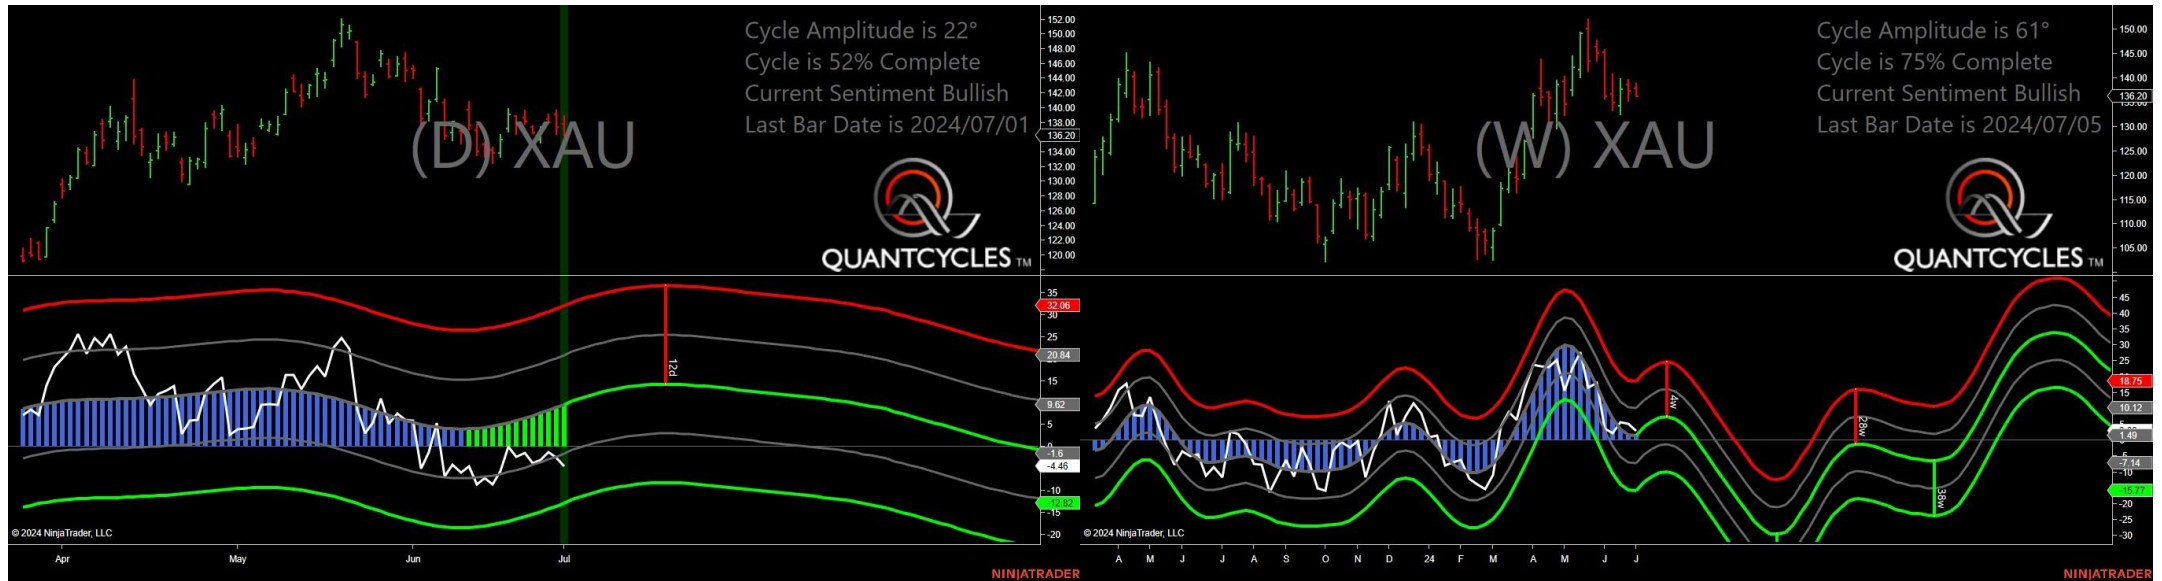 Cycle Amplitude is 22°
Cycle is 52% Complete
Current Sentiment Bullish
Last Bar Date is 2024/07/01
(D) XAU
QUANTCYCLES TM
152.00
150.00
148.00
146.00
144.00
142.00
140.00
138.00
136.20
134.00
132.00
130.00
128.00
126.00
124.00
122.00
120.00
35
32.06
30
25
20.84
15
9.62
5
0
-1.6
-4.46
-10
-12.82
-15
-20
12d
© 2024 NinjaTrader, LLC
Apr May Jun Jul
NINJATRADER
Cycle Amplitude is 61°
Cycle is 75% Complete
Current Sentiment Bullish
Last Bar Date is 2024/07/05
(W) XAU
QUANTCYCLES TM
150.00
145.00
140.00
136.20
130.00
125.00
120.00
115.00
110.00
105.00
45
40
35
30
25
18.75
15
10.12
1.49
-7.14
-10
-15.77
-20
-25
-30
4w
28w
38w
© 2024 NinjaTrader, LLC
A M J J A S O N D 24 F M A M J J
NINJATRADER